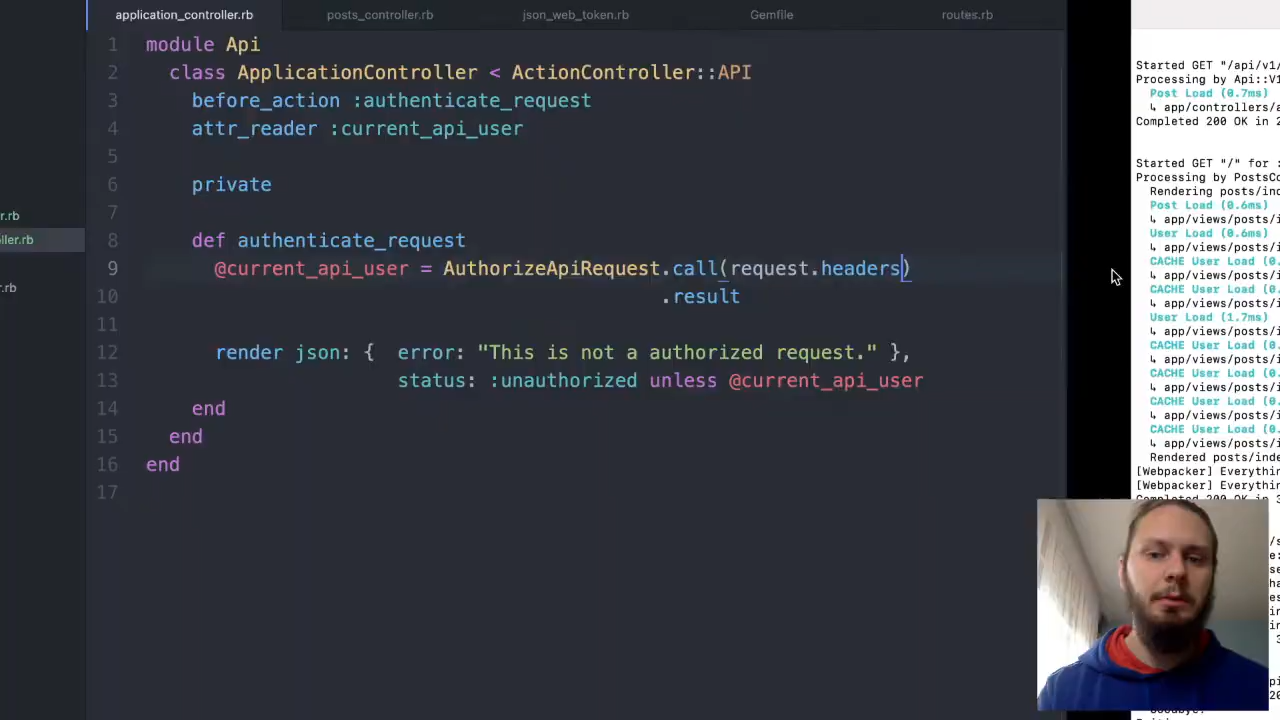 application_controller.rb posts_controller.rb json_web_token.rb Gemfile routes.rb
1 module Api
2 class ApplicationController < ActionController::API
3 before_action :authenticate_request
4 attr_reader :current_api_user
5
6 private
7
8 def authenticate_request
9 @current_api_user = AuthorizeApiRequest.call(request.headers)
10 .result
11
12 render json: { error: "This is not a authorized request." },
13 status: :unauthorized unless @current_api_user
14 end
15 end
16 end
17
r.rb
ller.rb
.rb
Started GET "/api/v1/
Processing by Api::V1
Post Load (0.7ms)
↳ app/controllers/a
Completed 200 OK in 2
Started GET "/" for :
Processing by PostsCo
Rendering posts/ind
Post Load (0.6ms)
↳ app/views/posts/i
User Load (0.6ms)
↳ app/views/posts/i
CACHE User Load (0.
↳ app/views/posts/i
CACHE User Load (0.
↳ app/views/posts/i
User Load (1.7ms)
↳ app/views/posts/i
CACHE User Load (0.
↳ app/views/posts/i
CACHE User Load (0.
↳ app/views/posts/i
CACHE User Load (0.
↳ app/views/posts/i
CACHE User Load (0.
↳ app/views/posts/i
Rendered posts/inde
[Webpacker] Everythin
[Webpacker] Everythin